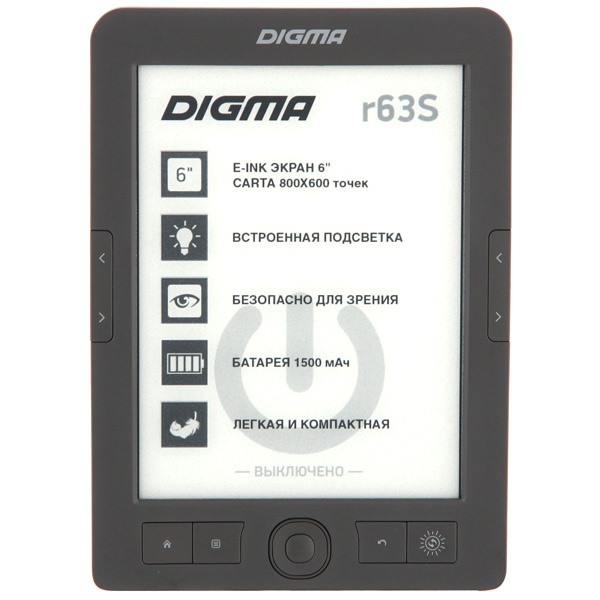 DIGMA
DIGMA r63S
6"
E-INK ЭКРАН 6"
CARTA 800X600 точек
ВСТРОЕННАЯ ПОДСВЕТКА
БЕЗОПАСНО ДЛЯ ЗРЕНИЯ
БАТАРЕЯ 1500 мАч
ЛЕГКАЯ И КОМПАКТНАЯ
— ВЫКЛЮЧЕНО —